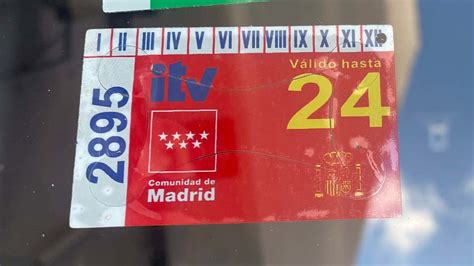 I II III IV V VI VII VIII IX X XI XII
itv
Válido hasta
24
2895
Comunidad de
Madrid